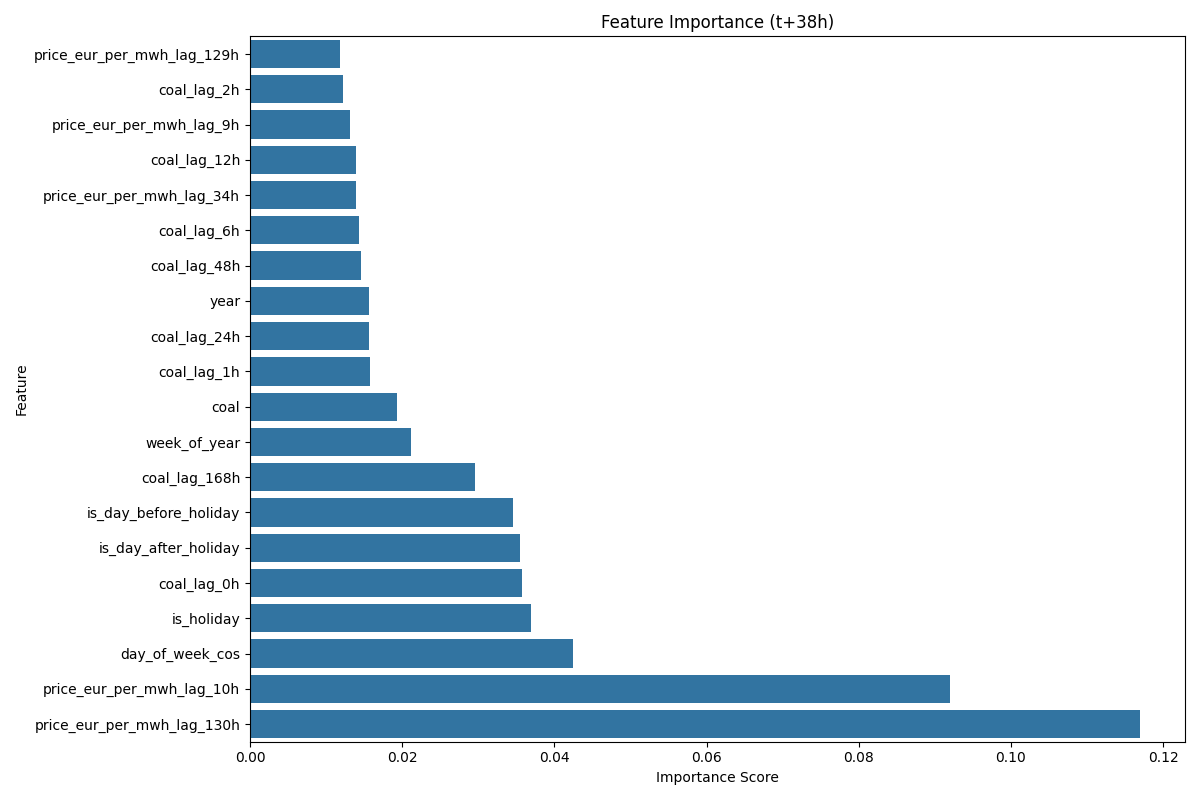 Feature Importance (t+38h)
price_eur_per_mwh_lag_129h
coal_lag_2h
price_eur_per_mwh_lag_9h
coal_lag_12h
price_eur_per_mwh_lag_34h
coal_lag_6h
coal_lag_48h
year
coal_lag_24h
coal_lag_1h
coal
week_of_year
coal_lag_168h
is_day_before_holiday
is_day_after_holiday
coal_lag_0h
is_holiday
day_of_week_cos
price_eur_per_mwh_lag_10h
price_eur_per_mwh_lag_130h
Feature
0.00 0.02 0.04 0.06 0.08 0.10 0.12
Importance Score